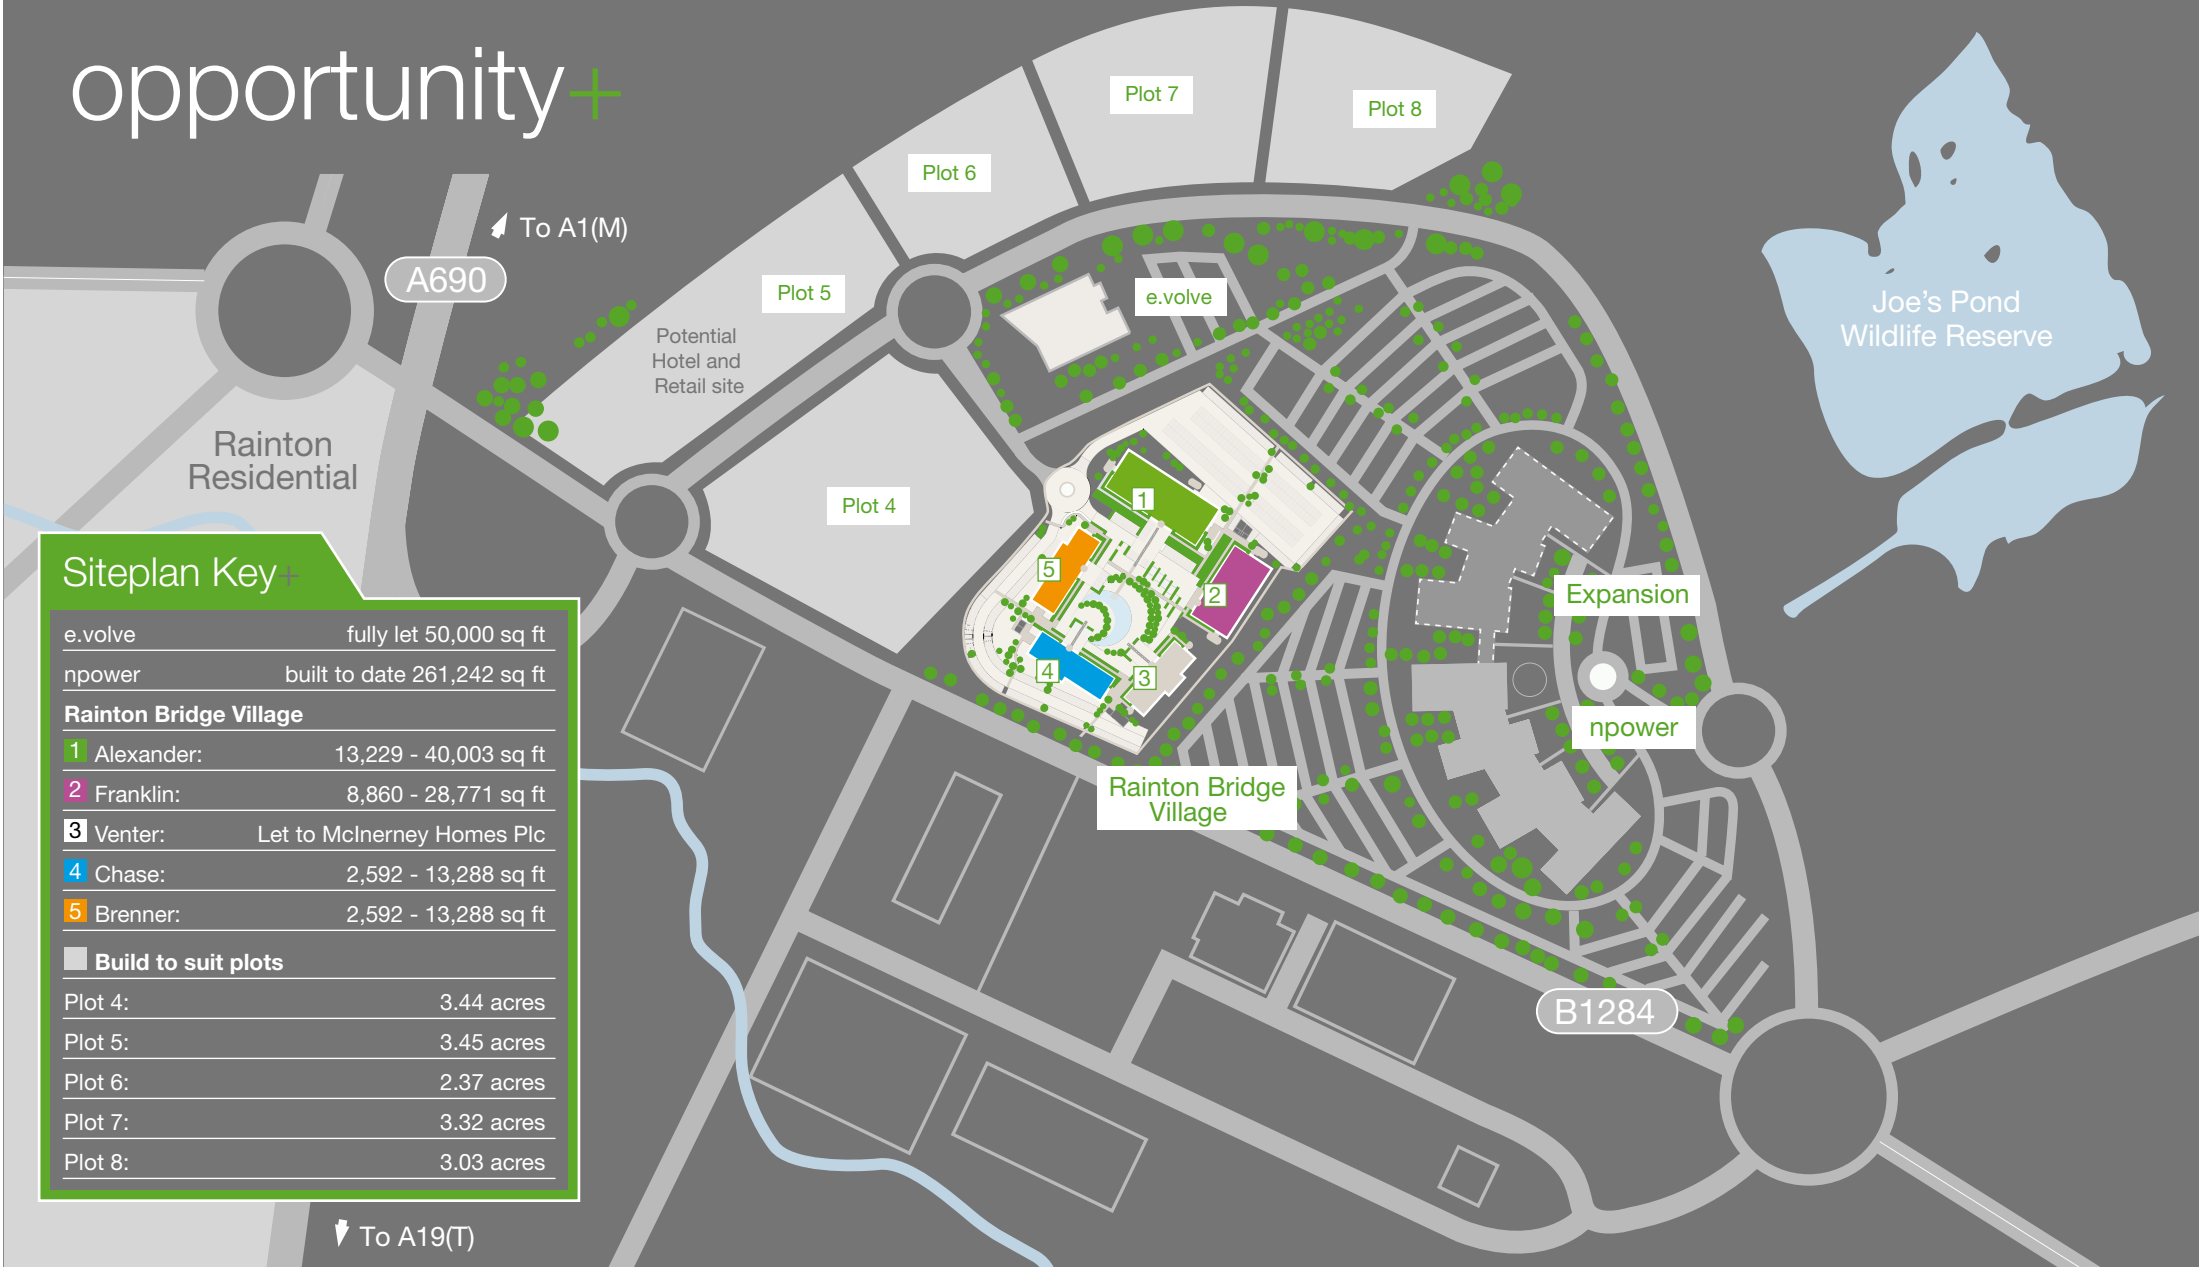 opportunity+
Plot 7
Plot 8
Plot 6
To A1(M)
A690
Plot 5
e.volve
Potential
Hotel and
Retail site
Joe's Pond
Wildlife Reserve
Rainton
Residential
Plot 4
1
5
2
4
3
Expansion
npower
Rainton Bridge
Village
B1284
Siteplan Key+
e.volve fully let 50,000 sq ft
npower built to date 261,242 sq ft
Rainton Bridge Village
1 Alexander: 13,229 - 40,003 sq ft
2 Franklin: 8,860 - 28,771 sq ft
3 Venter: Let to McInerney Homes Plc
4 Chase: 2,592 - 13,288 sq ft
5 Brenner: 2,592 - 13,288 sq ft
Build to suit plots
Plot 4: 3.44 acres
Plot 5: 3.45 acres
Plot 6: 2.37 acres
Plot 7: 3.32 acres
Plot 8: 3.03 acres
To A19(T)